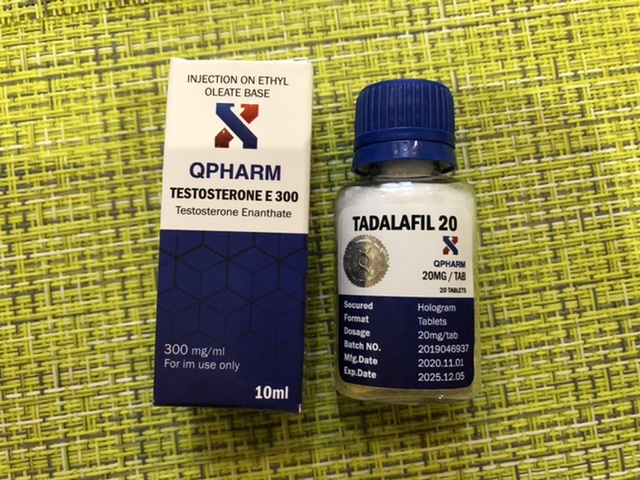 INJECTION ON ETHYL
OLEATE BASE
QPHARM
TESTOSTERONE E 300
Testosterone Enanthate
300 mg/ml
For im use only
10ml
TADALAFIL 20
QPHARM
20MG / TAB
20 TABLETS
Secured Hologram
Format Tablets
Dosage 20mg/tab
Batch NO. 2019046937
Mfg.Date 2020.11.01
Exp.Date 2025.12.05